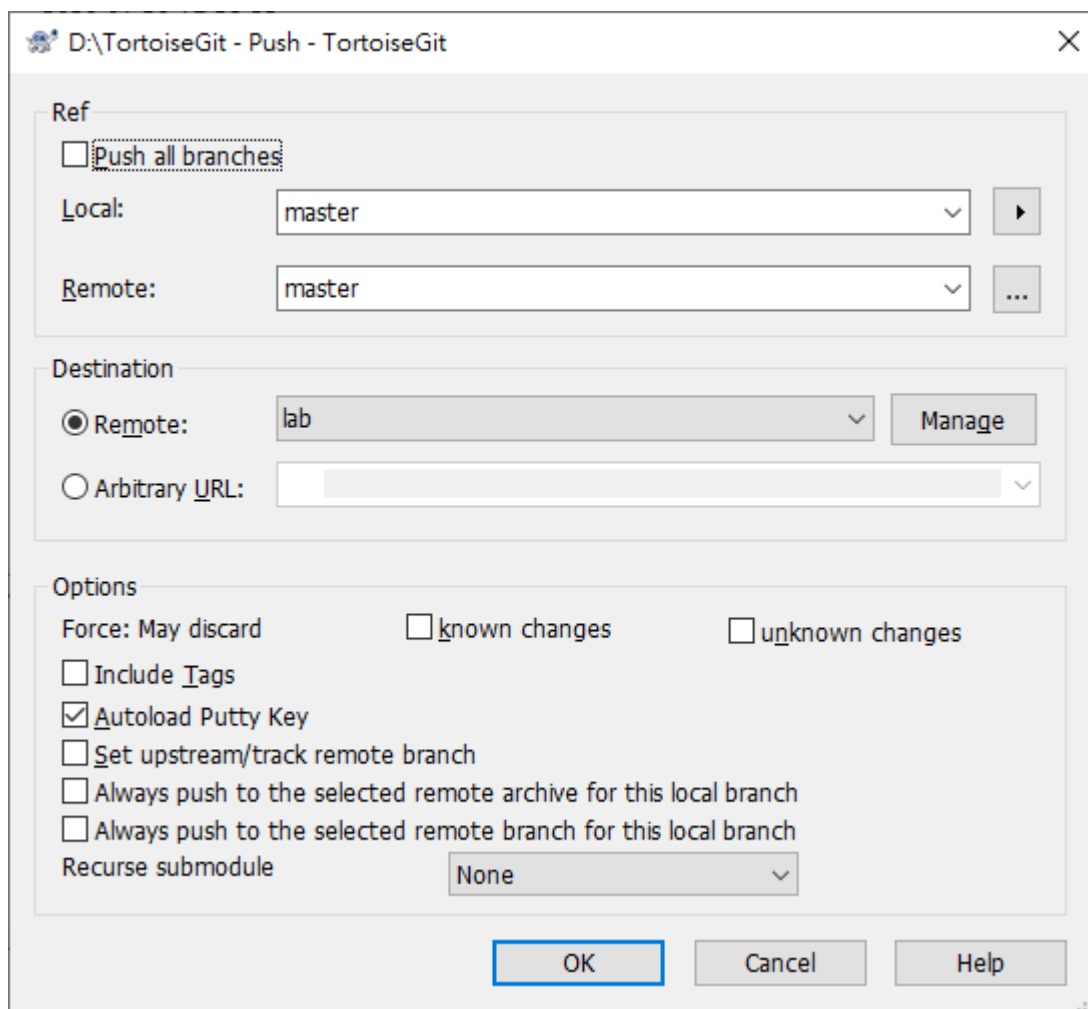 D:\TortoiseGit - Push - TortoiseGit
Ref
Push all branches
Local: master
Remote: master ...
Destination
Remote: lab Manage
Arbitrary URL:
Options
Force: May discard known changes unknown changes
Include Tags
Autoload Putty Key
Set upstream/track remote branch
Always push to the selected remote archive for this local branch
Always push to the selected remote branch for this local branch
Recurse submodule None
OK Cancel Help